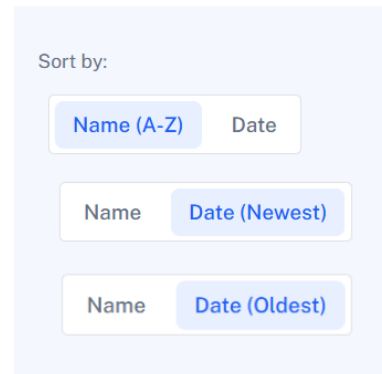 Sort by:
Name (A-Z) Date
Name Date (Newest)
Name Date (Oldest)